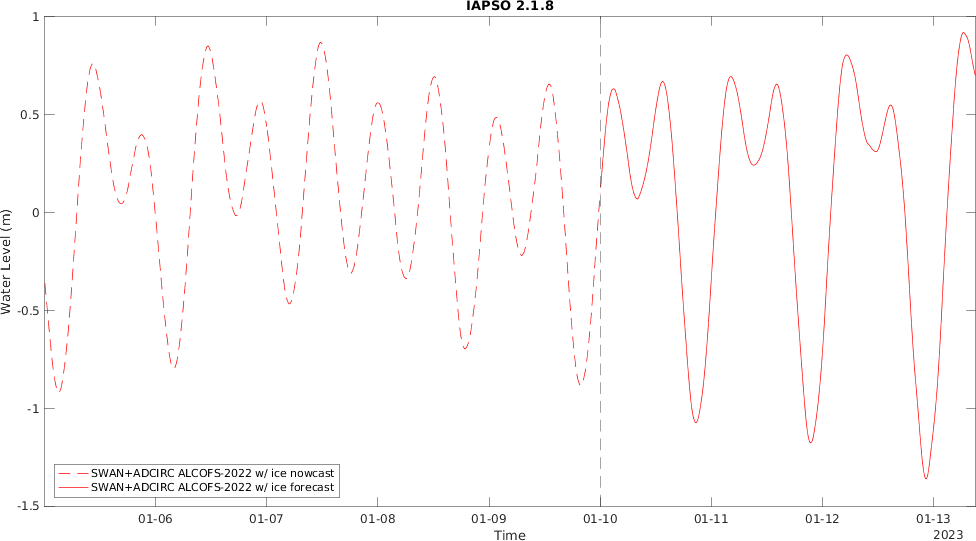 IAPSO 2.1.8
1
0.5
0
-0.5
-1
-1.5
Water Level (m)
SWAN+ADCIRC ALCOFS-2022 w/ ice nowcast
SWAN+ADCIRC ALCOFS-2022 w/ ice forecast
01-06 01-07 01-08 01-09 01-10 01-11 01-12 01-13
Time
2023